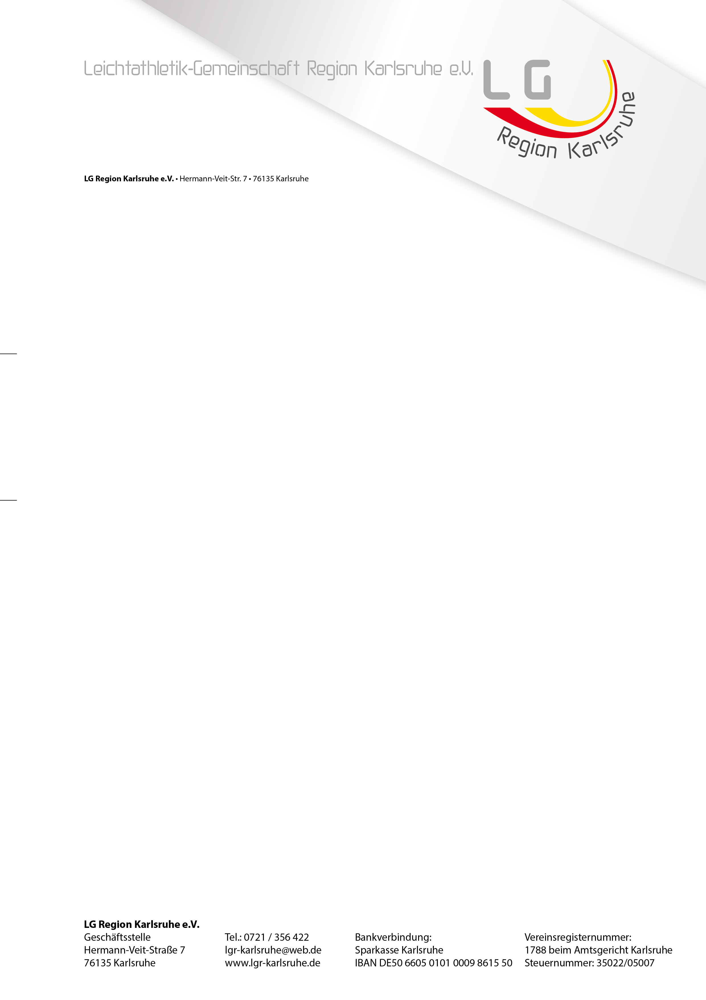 Leichtathletik-Gemeinschaft Region Karlsruhe e.V.
LG
Region Karlsruhe
LG Region Karlsruhe e.V. • Hermann-Veit-Str. 7 • 76135 Karlsruhe
LG Region Karlsruhe e.V.
Geschäftsstelle
Hermann-Veit-Straße 7
76135 Karlsruhe
Tel.: 0721 / 356 422
lgr-karlsruhe@web.de
www.lgr-karlsruhe.de
Bankverbindung:
Sparkasse Karlsruhe
IBAN DE50 6605 0101 0009 8615 50
Vereinsregisternummer:
1788 beim Amtsgericht Karlsruhe
Steuernummer: 35022/05007